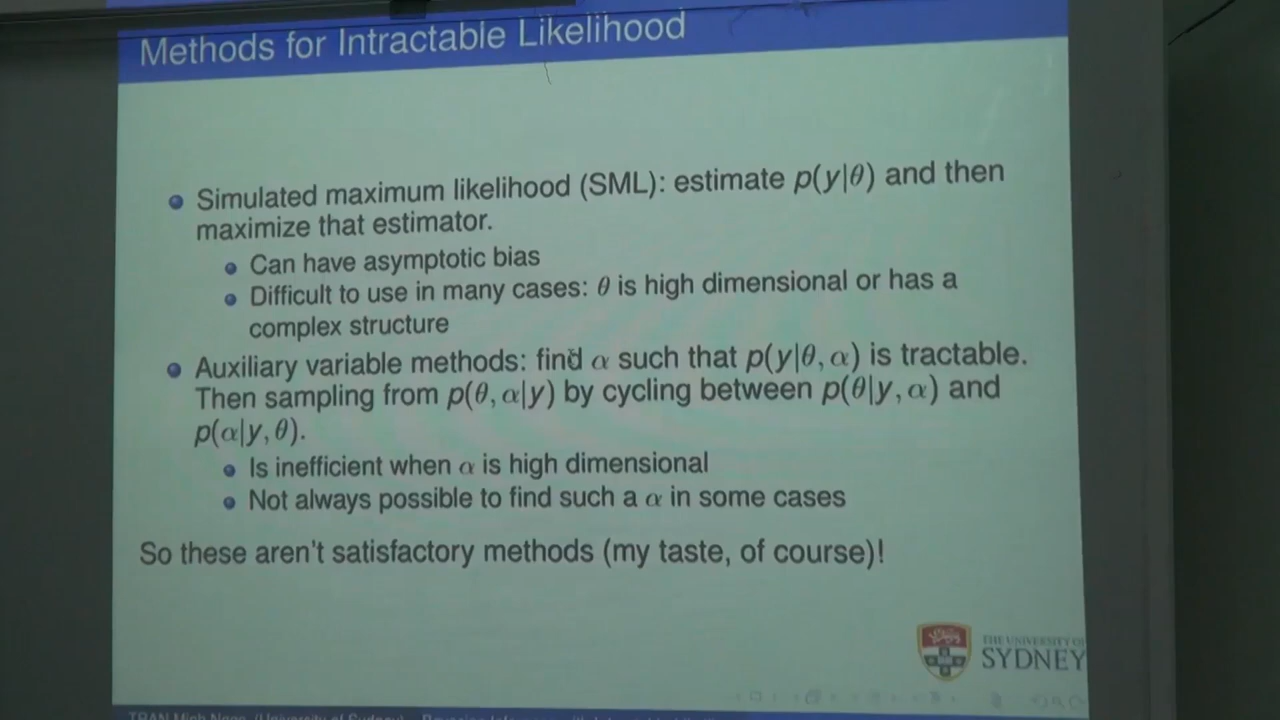 Methods for Intractable Likelihood
Simulated maximum likelihood (SML): estimate p(y|θ) and then
maximize that estimator.
Can have asymptotic bias
Difficult to use in many cases: θ is high dimensional or has a
complex structure
Auxiliary variable methods: find α such that p(y|θ, α) is tractable.
Then sampling from p(θ, α|y) by cycling between p(θ|y, α) and
p(α|y, θ).
Is inefficient when α is high dimensional
Not always possible to find such a α in some cases
So these aren't satisfactory methods (my taste, of course)!
THE UNIVERSITY OF
SYDNEY